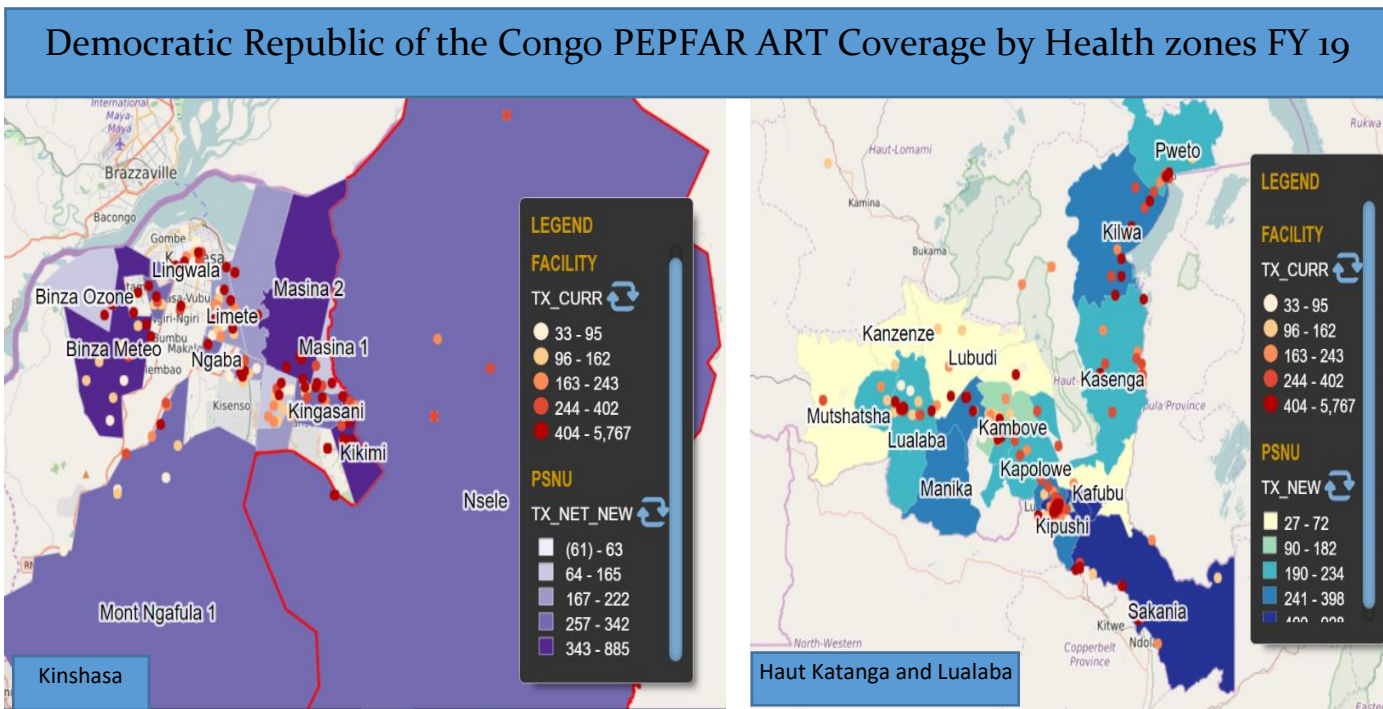 Democratic Republic of the Congo PEPFAR ART Coverage by Health zones FY 19
International
Maya-
Maya
Brazzaville
Bacongo
Gombe
Lingwala
Binza Ozone
Limete
Ngiri-Ngiri
Bumbu
Binza Meteo
Ngaba
Kisenso
Masina 2
Masina 1
Kingasani
Kikimi
Nsele
Mont Ngafula 1
Kinshasa
LEGEND
FACILITY
TX_CURR
33 - 95
96 - 162
163 - 243
244 - 402
404 - 5,767
PSNU
TX_NET_NEW
(61) - 63
64 - 165
167 - 222
257 - 342
343 - 885
Haut-Lomami
Rukwa
Kamina
Bukama
Pweto
Kilwa
Kanzenze
Lubudi
Kasenga
Mutshatsha
Lualaba
Kambove
Kapolowe
Manika
Kafubu
Kipushi
Sakania
Kitwe
Ndola
North-Western
Copperbelt
Province
Haut Katanga and Lualaba
LEGEND
FACILITY
TX_CURR
33 - 95
96 - 162
163 - 243
244 - 402
404 - 5,767
PSNU
TX_NEW
27 - 72
90 - 182
190 - 234
241 - 398